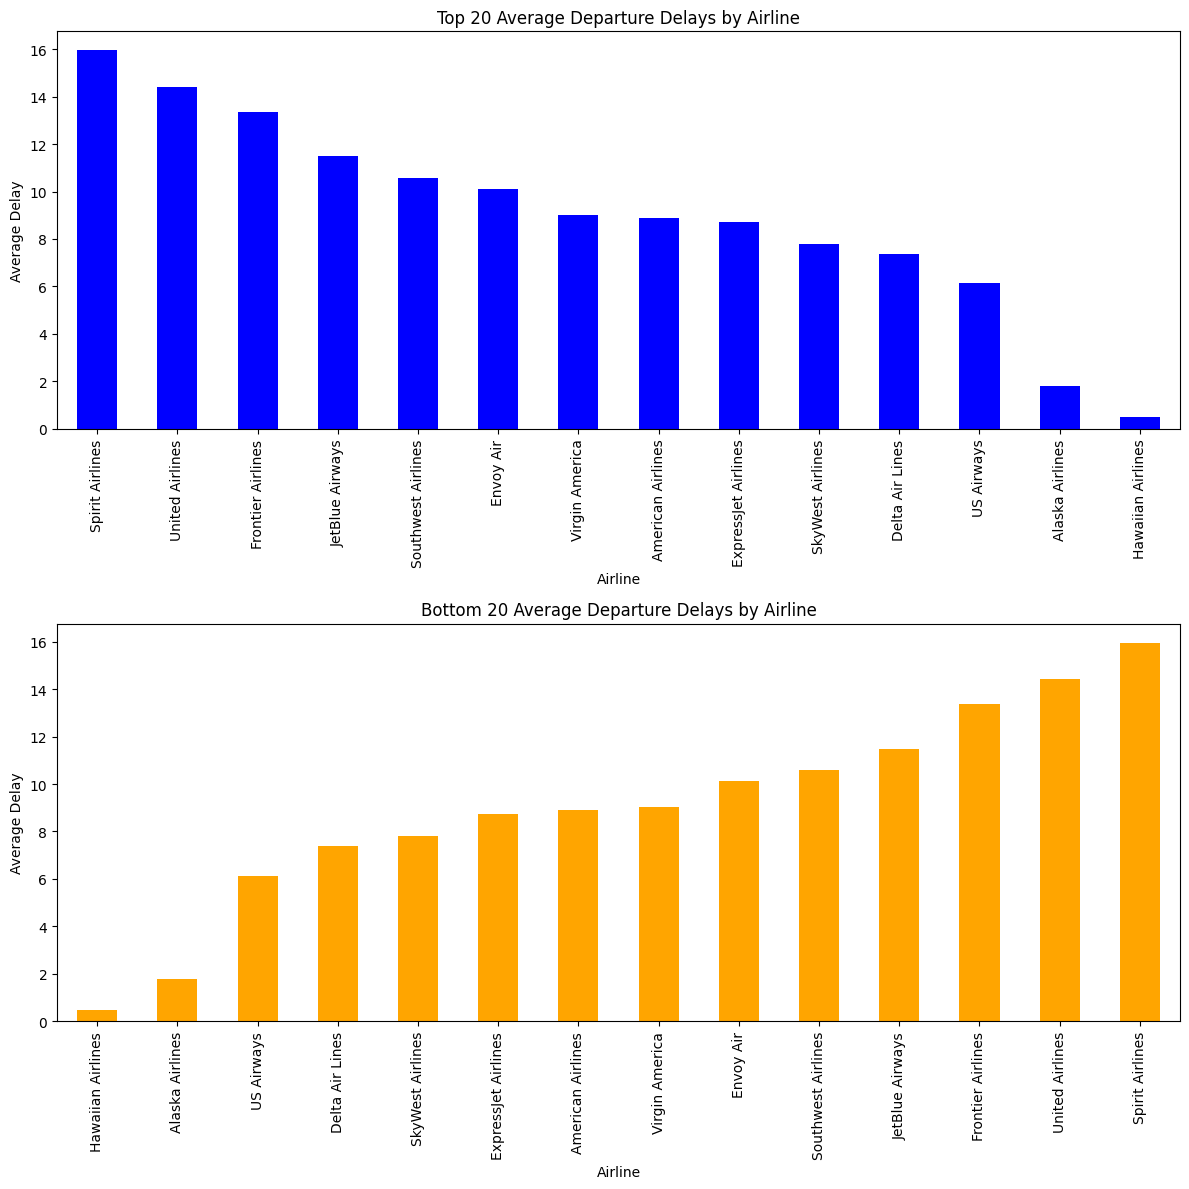 Top 20 Average Departure Delays by Airline
Average Delay
16
14
12
10
8
6
4
2
0
Spirit Airlines
United Airlines
Frontier Airlines
JetBlue Airways
Southwest Airlines
Envoy Air
Virgin America
American Airlines
ExpressJet Airlines
SkyWest Airlines
Delta Air Lines
US Airways
Alaska Airlines
Hawaiian Airlines
Airline
Bottom 20 Average Departure Delays by Airline
Average Delay
16
14
12
10
8
6
4
2
0
Hawaiian Airlines
Alaska Airlines
US Airways
Delta Air Lines
SkyWest Airlines
ExpressJet Airlines
American Airlines
Virgin America
Envoy Air
Southwest Airlines
JetBlue Airways
Frontier Airlines
United Airlines
Spirit Airlines
Airline